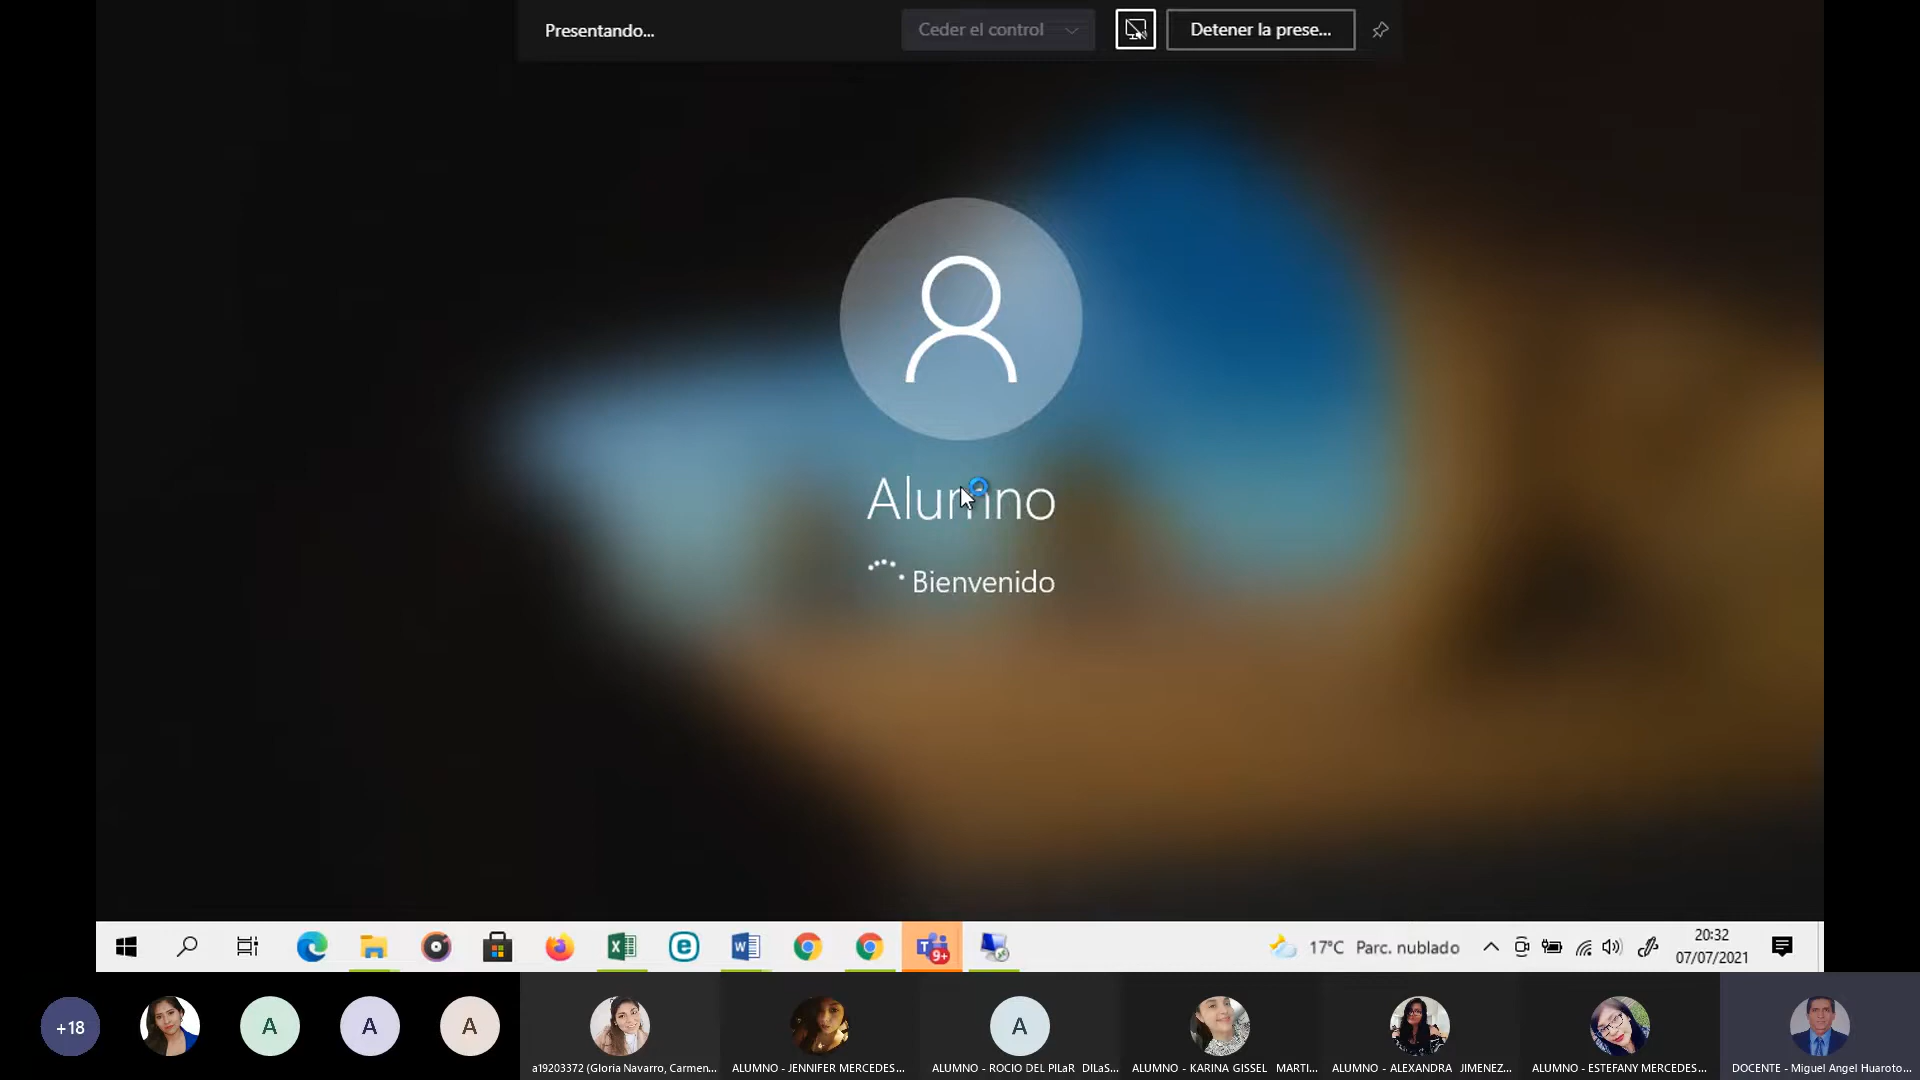 Presentando...
Ceder el control
Detener la prese...
Alumno
Bienvenido
9+
17°C Parc. nublado
20:32
07/07/2021
+18
A
A
A
A
a19203372 (Gloria Navarro, Carmen...
ALUMNO - JENNIFER MERCEDES...
ALUMNO - ROCIO DEL PILaR DILaS...
ALUMNO - KARINA GISSEL MARTI...
ALUMNO - ALEXANDRA JIMENEZ...
ALUMNO - ESTEFANY MERCEDES...
DOCENTE - Miguel Angel Huaroto...